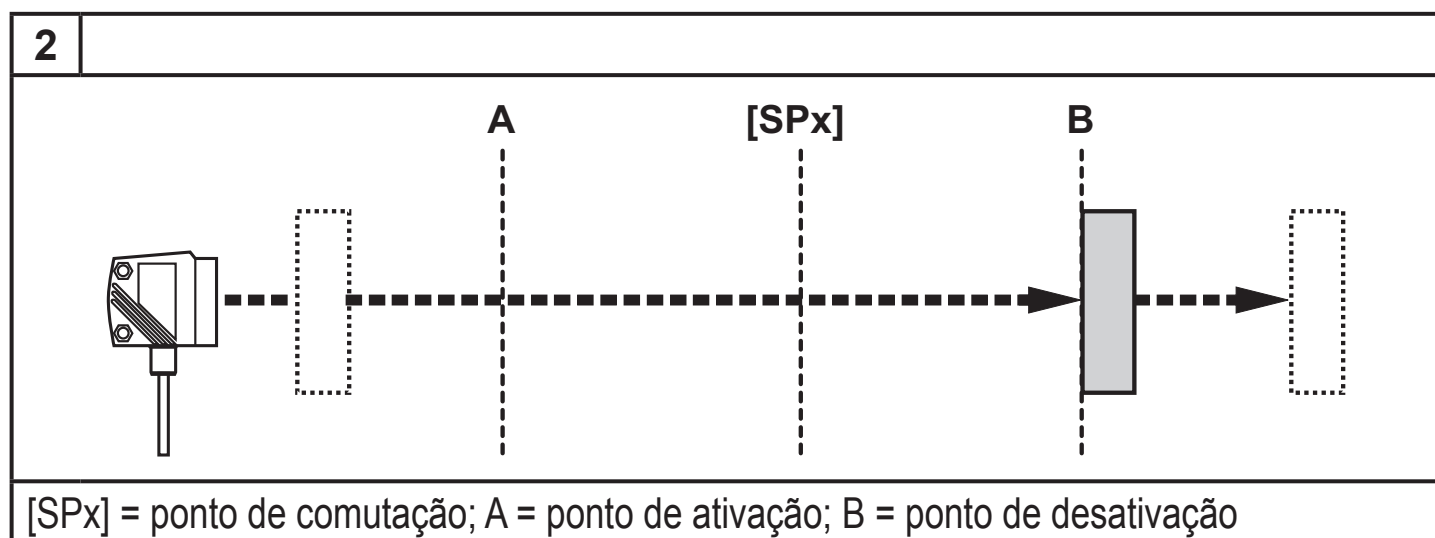 2
A [SPx] B
[SPx] = ponto de comutação; A = ponto de ativação; B = ponto de desativação